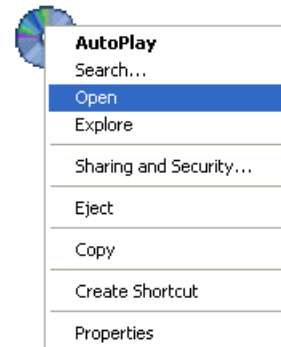 AutoPlay
Search...
Open
Explore
Sharing and Security...
Eject
Copy
Create Shortcut
Properties